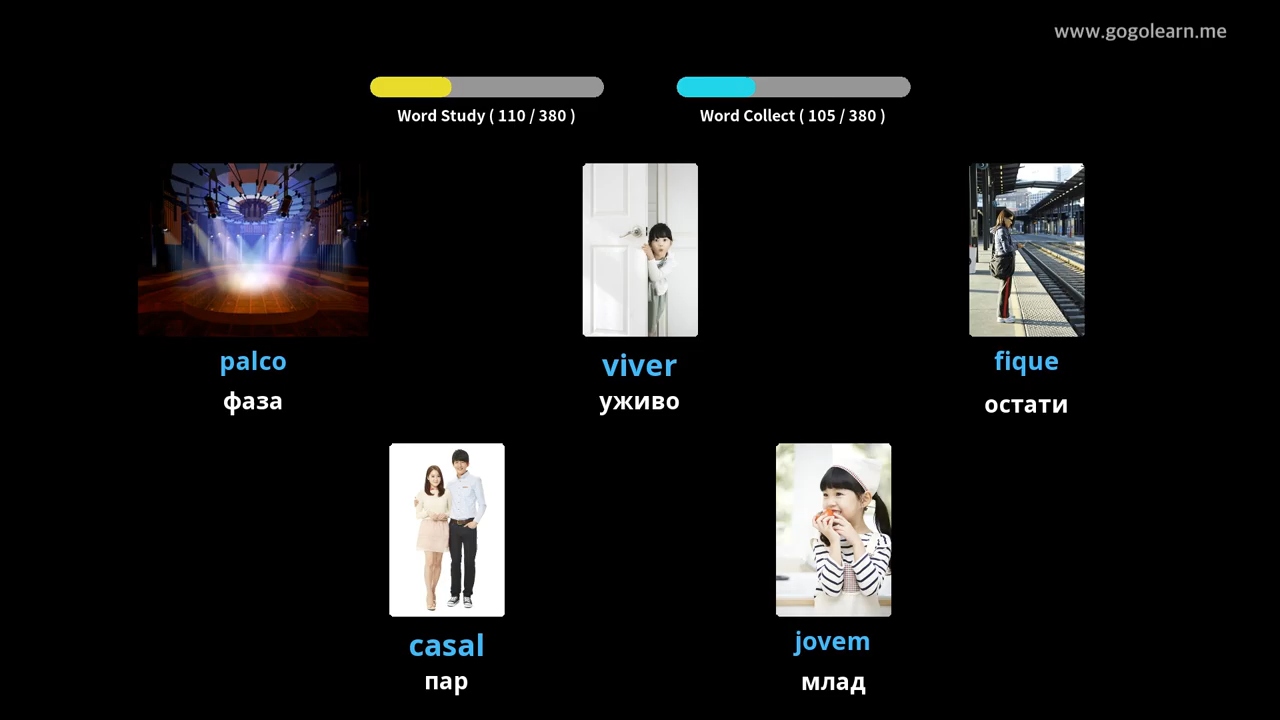 www.gogolearn.me
Word Study ( 110 / 380 )
Word Collect ( 105 / 380 )
palco
фаза
viver
уживо
fique
остати
casal
пар
jovem
млад